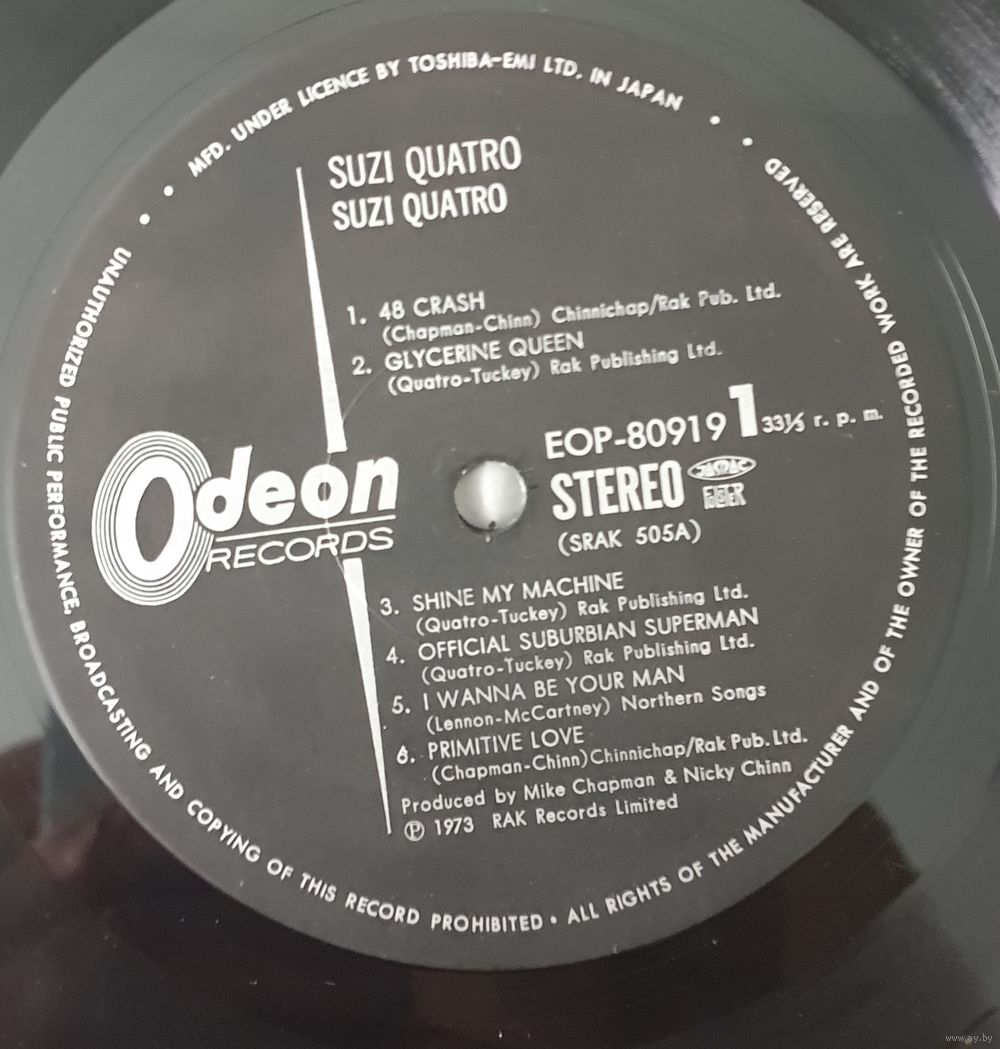 MFD. UNDER LICENCE BY TOSHIBA-EMI LTD. IN JAPAN
SUZI QUATRO
SUZI QUATRO
1. 48 CRASH
(Chapman-Chinn) Chinnichap/Rak Pub. Ltd.
2. GLYCERINE QUEEN
(Quatro-Tuckey) Rak Publishing Ltd.
EOP-80919 1 33⅓ r. p. m.
Odeon
RECORDS
STEREO
(SRAK 505A)
3. SHINE MY MACHINE
(Quatro-Tuckey) Rak Publishing Ltd.
4. OFFICIAL SUBURBIAN SUPERMAN
(Quatro-Tuckey) Rak Publishing Ltd.
5. I WANNA BE YOUR MAN
(Lennon-McCartney) Northern Songs
6. PRIMITIVE LOVE
(Chapman-Chinn) Chinnichap/Rak Pub. Ltd.
Produced by Mike Chapman & Nicky Chinn
Ⓟ 1973 RAK Records Limited
UNAUTHORIZED PUBLIC PERFORMANCE, BROADCASTING AND COPYING OF THIS RECORD PROHIBITED • ALL RIGHTS OF THE MANUFACTURER AND OF THE OWNER OF THE RECORDED WORK ARE RESERVED
www.ay.by